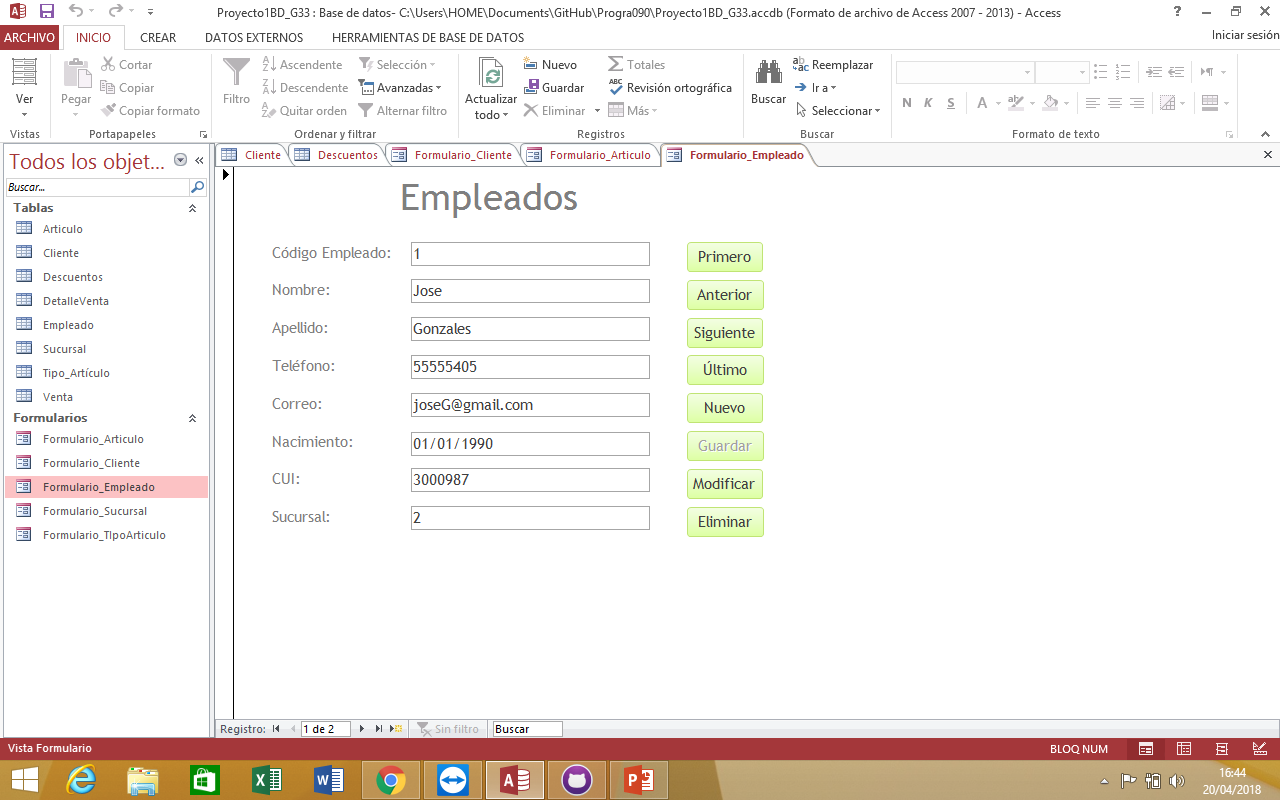 Proyecto1BD_G33 : Base de datos- C:\Users\HOME\Documents\GitHub\Progra090\Proyecto1BD_G33.accdb (Formato de archivo de Access 2007 - 2013) - Access
ARCHIVO INICIO CREAR DATOS EXTERNOS HERRAMIENTAS DE BASE DE DATOS Iniciar sesión
Ver
Vistas
Pegar
Cortar
Copiar
Copiar formato
Portapapeles
Filtro
Ascendente
Descendente
Quitar orden
Selección
Avanzadas
Alternar filtro
Ordenar y filtrar
Actualizar todo
Nuevo
Guardar
Eliminar
Totales
Revisión ortográfica
Más
Registros
Buscar
Reemplazar
Ir a
Seleccionar
Buscar
N K S A
Formato de texto
Todos los objet...
Buscar...
Tablas
Articulo
Cliente
Descuentos
DetalleVenta
Empleado
Sucursal
Tipo_Artículo
Venta
Formularios
Formulario_Articulo
Formulario_Cliente
Formulario_Empleado
Formulario_Sucursal
Formulario_TIpoArticulo
Cliente Descuentos Formulario_Cliente Formulario_Articulo Formulario_Empleado
Empleados
Código Empleado: 1 Primero
Nombre: Jose Anterior
Apellido: Gonzales Siguiente
Teléfono: 55555405 Último
Correo: joseG@gmail.com Nuevo
Nacimiento: 01/01/1990 Guardar
CUI: 3000987 Modificar
Sucursal: 2 Eliminar
Registro: 1 de 2 Sin filtro Buscar
Vista Formulario BLOQ NUM
16:44
20/04/2018